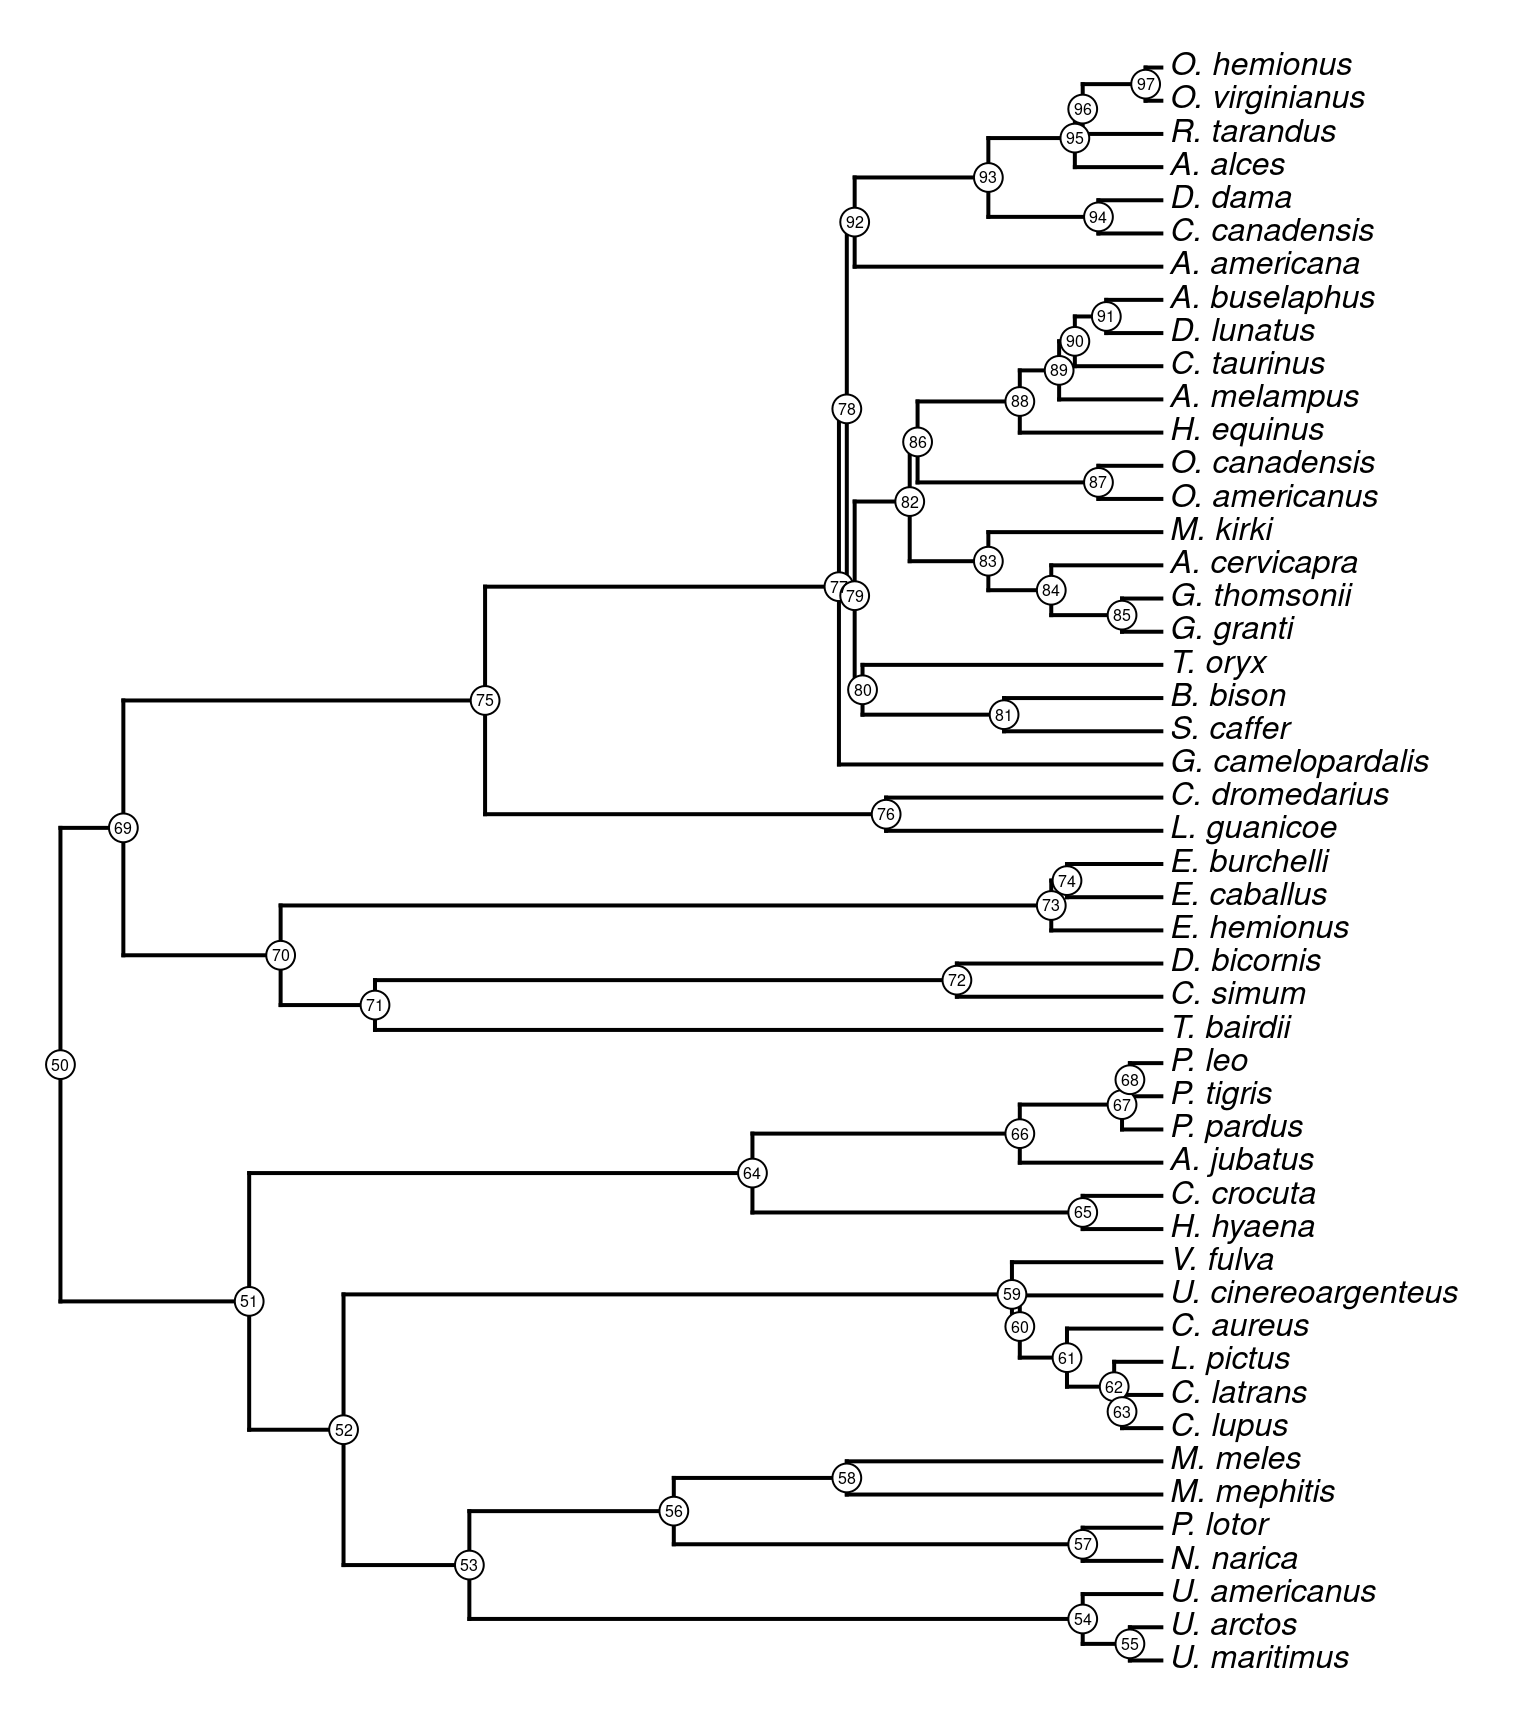 O. hemionus
97
O. virginianus
96
R. tarandus
95
A. alces
93
D. dama
94
92
C. canadensis
A. americana
A. buselaphus
91
D. lunatus
90
C. taurinus
89
A. melampus
88
78
H. equinus
86
O. canadensis
87
O. americanus
82
M. kirki
83
A. cervicapra
77
84
79
G. thomsonii
85
G. granti
T. oryx
80
B. bison
75
81
S. caffer
G. camelopardalis
C. dromedarius
76
69
L. guanicoe
E. burchelli
74
E. caballus
73
E. hemionus
70
D. bicornis
72
C. simum
71
T. bairdii
50
P. leo
68
P. tigris
67
P. pardus
66
A. jubatus
64
C. crocuta
65
H. hyaena
V. fulva
59
U. cinereoargenteus
51
C. aureus
60
L. pictus
61
62
C. latrans
63
C. lupus
52
M. meles
58
M. mephitis
56
P. lotor
57
N. narica
53
U. americanus
54
U. arctos
55
U. maritimus